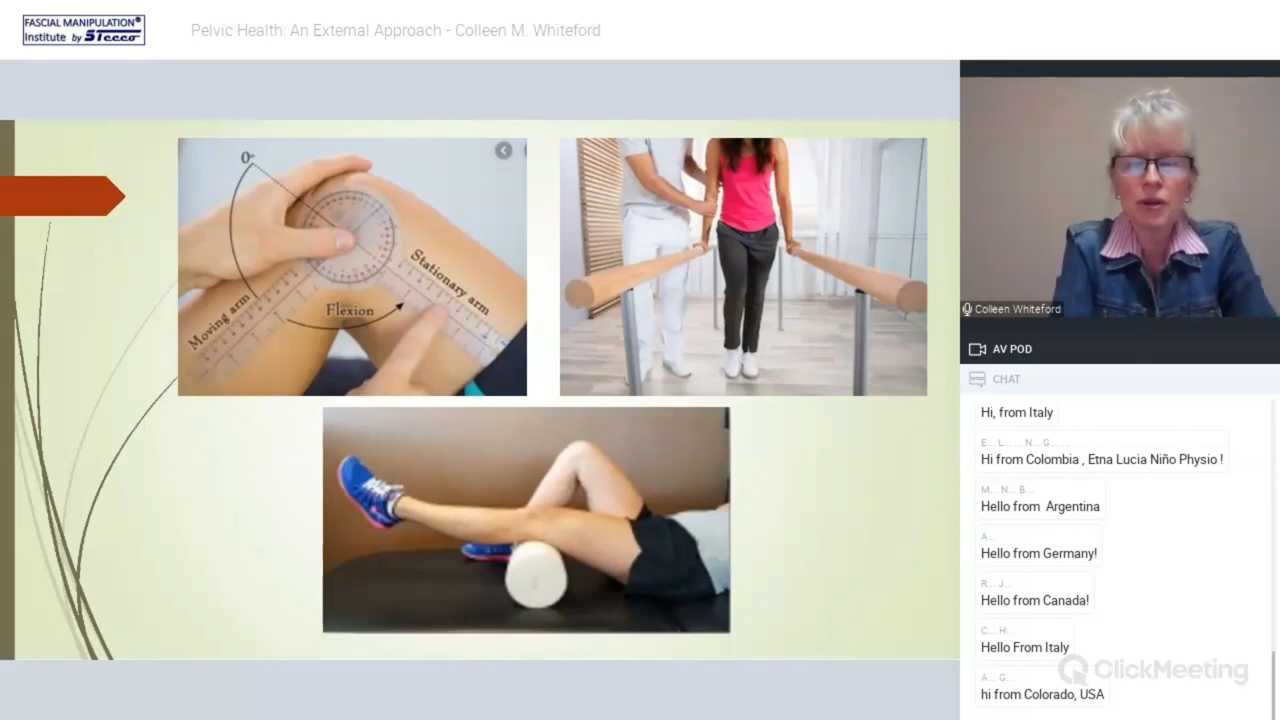 FASCIAL MANIPULATION®
Institute by STecco
Pelvic Health: An External Approach - Colleen M. Whiteford
0°
Stationary arm
Flexion
Moving arm
Colleen Whiteford
AV POD
CHAT
Hi, from Italy
E... L... ... N... G... ...
Hi from Colombia , Etna Lucia Niño Physio !
M... N... B...
Hello from Argentina
A...
Hello from Germany!
R... J...
Hello from Canada!
C... H...
Hello From Italy
A... G...
hi from Colorado, USA
ClickMeeting